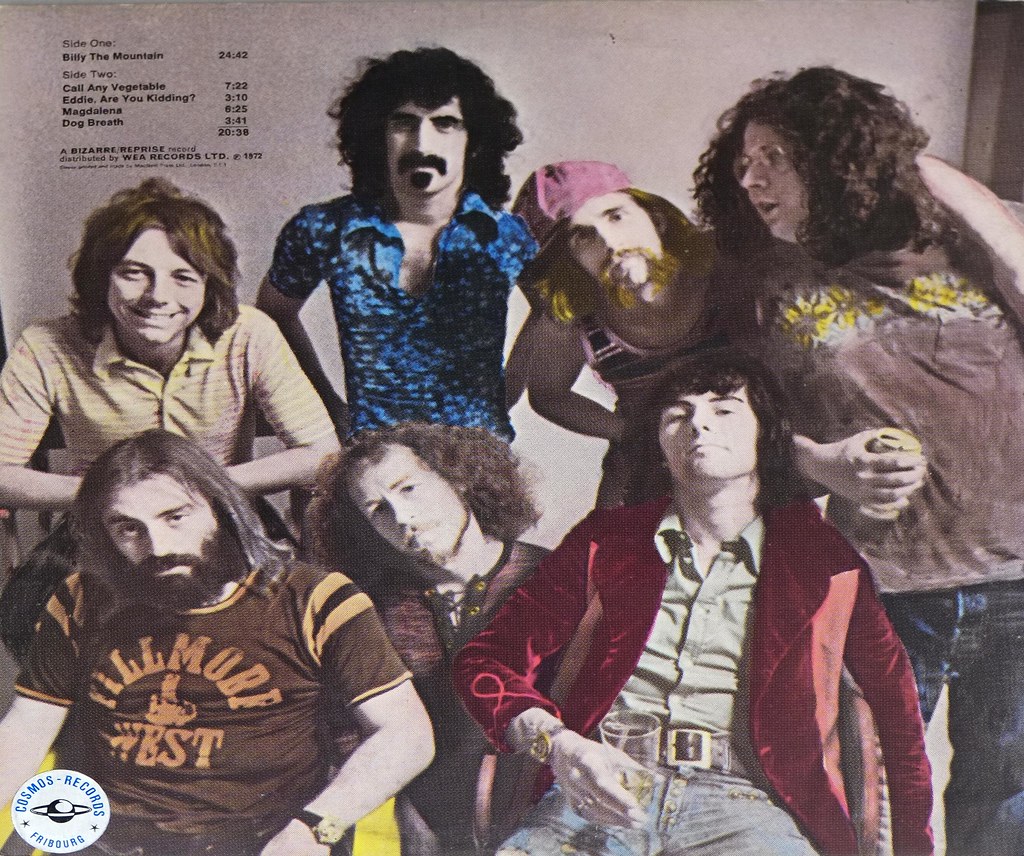 Side One:
Billy The Mountain 24:42
Side Two:
Call Any Vegetable 7:22
Eddie, Are You Kidding? 3:10
Magdalena 6:25
Dog Breath 3:41
20:38
A BIZARRE/REPRISE record
distributed by WEA RECORDS LTD. ℗ 1972
FILLMORE
WEST
COSMOS-RECORDS
FRIBOURG